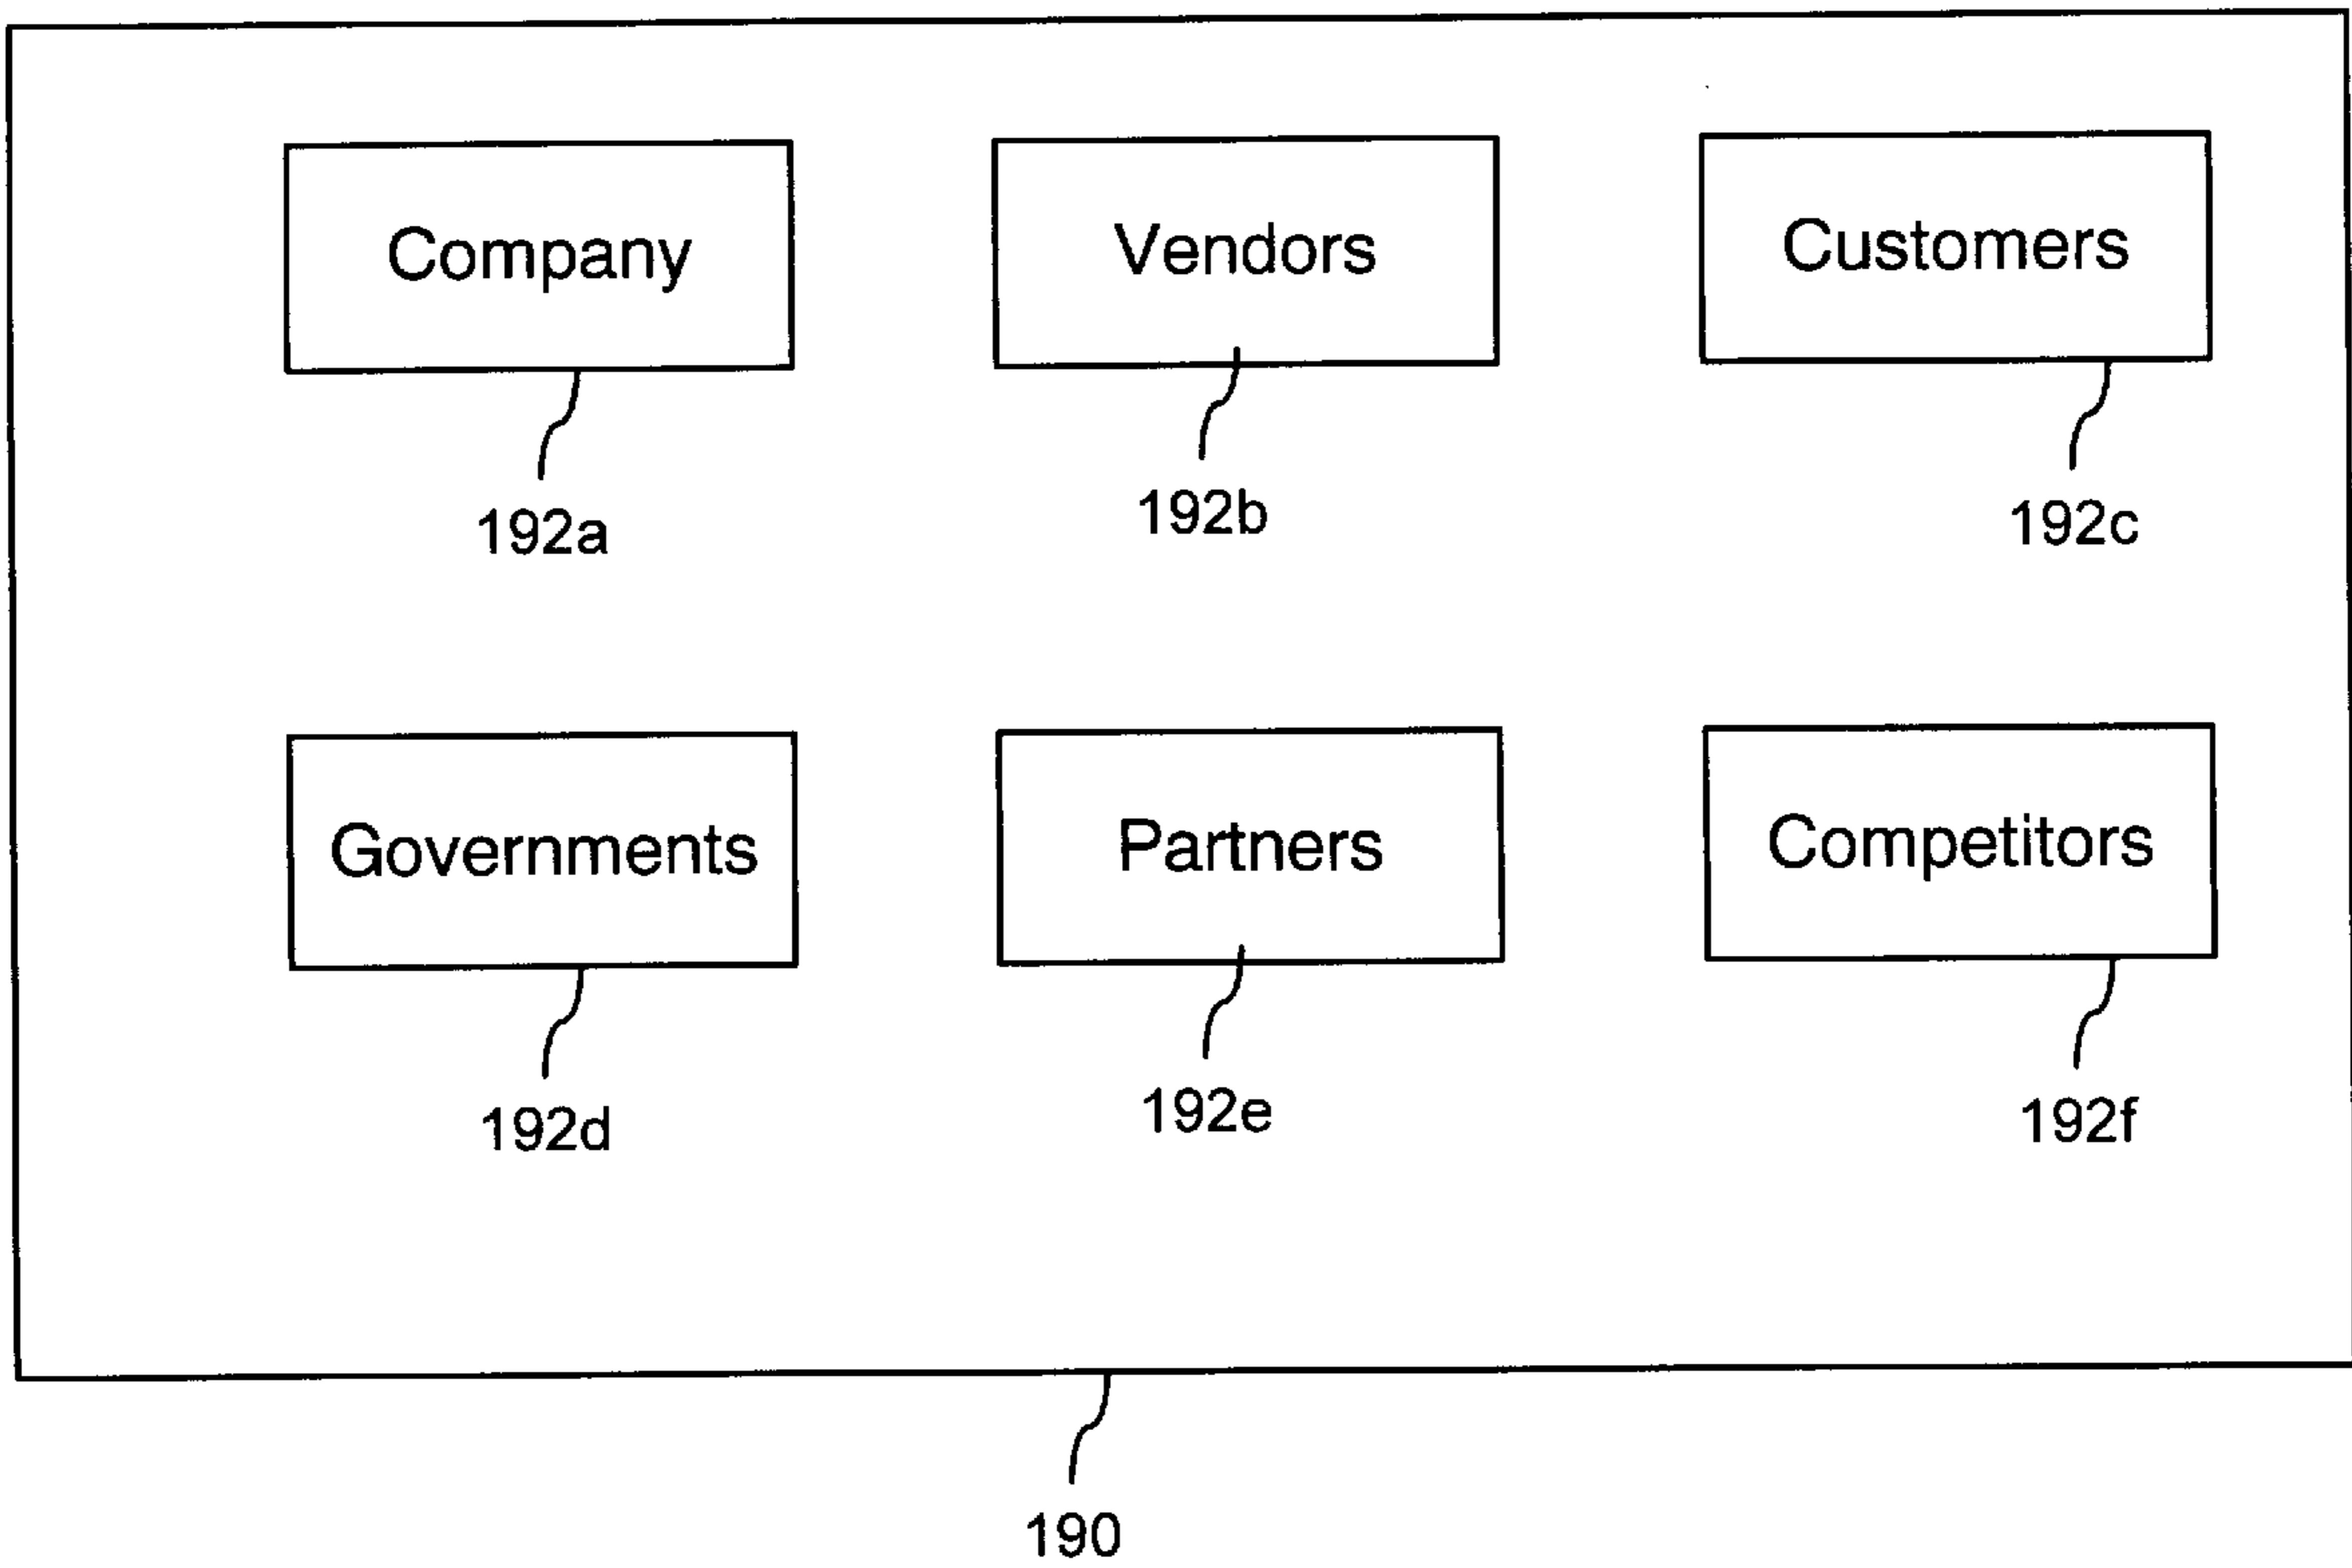 Company
Vendors
Customers
192a
192b
192c
Governments
Partners
Competitors
192d
192e
192f
190